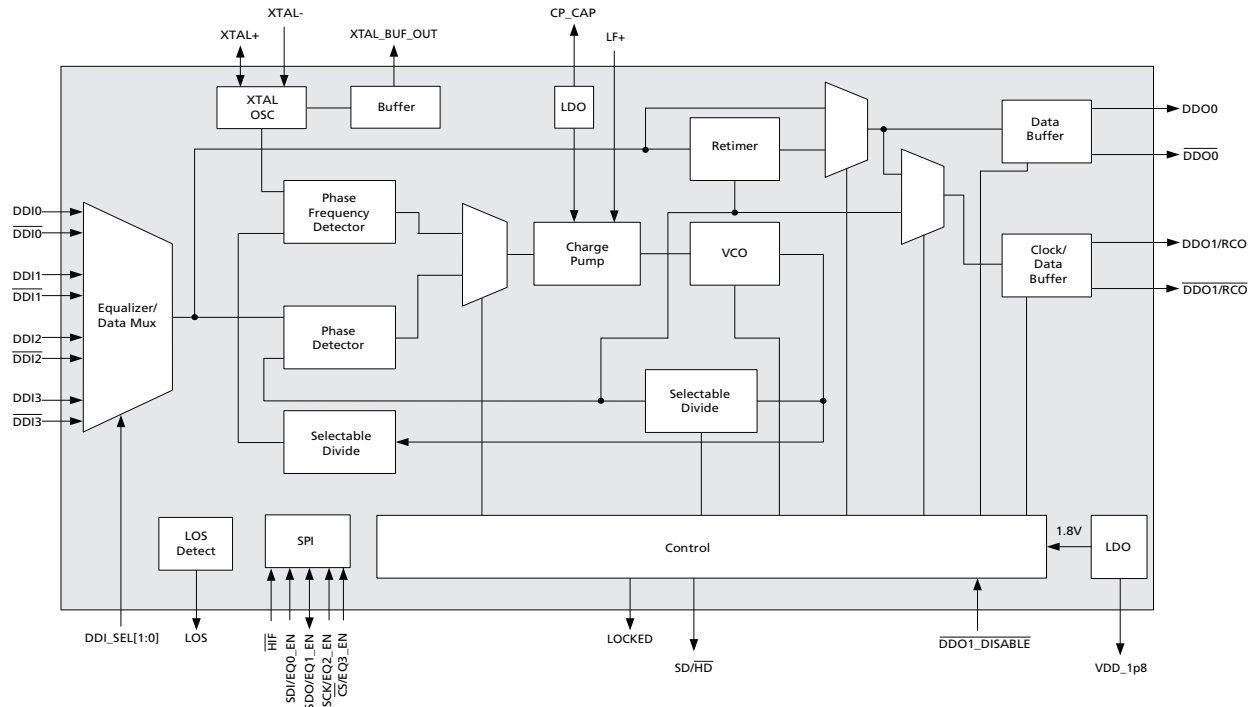 XTAL-
XTAL+
XTAL_BUF_OUT
CP_CAP
LF+
XTAL
OSC
Buffer
LDO
Retimer
Data
Buffer
DDO0
DDO0
Phase
Frequency
Detector
Charge
Pump
VCO
Clock/
Data
Buffer
DDO1/RCO
DDO1/RCO
DDI0
DDI0
DDI1
DDI1
DDI2
DDI2
DDI3
DDI3
Equalizer/
Data Mux
Phase
Detector
Selectable
Divide
Selectable
Divide
LOS
Detect
SPI
Control
1.8V
LDO
DDI_SEL[1:0]
LOS
HIF
SDI/EQ0_EN
SDO/EQ1_EN
SCK/EQ2_EN
CS/EQ3_EN
LOCKED
SD/HD
DDO1_DISABLE
VDD_1p8